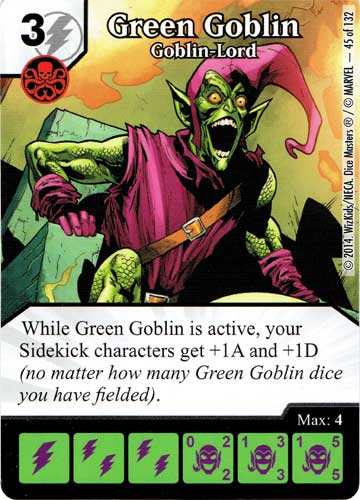 3
Green Goblin
Goblin-Lord
© 2014. WizKids/NECA. Dice Masters ® / © MARVEL — 45 of 132
While Green Goblin is active, your
Sidekick characters get +1A and +1D
(no matter how many Green Goblin dice
you have fielded).
Max: 4
0 2 2
1 3 3
1 5 5